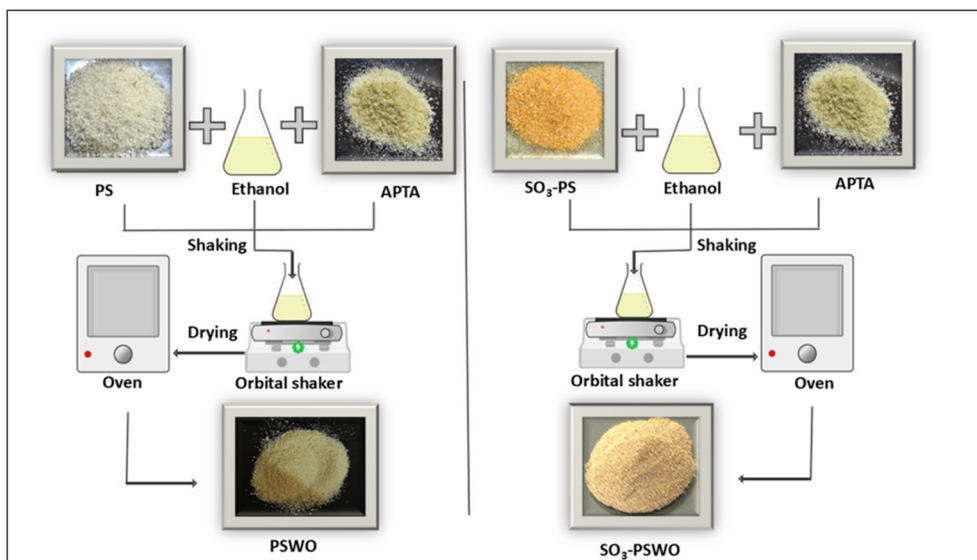 PS
Ethanol
APTA
Shaking
Drying
Oven
Orbital shaker
PSWO
SO₃-PS
Ethanol
APTA
Shaking
Drying
Orbital shaker
Oven
SO₃-PSWO